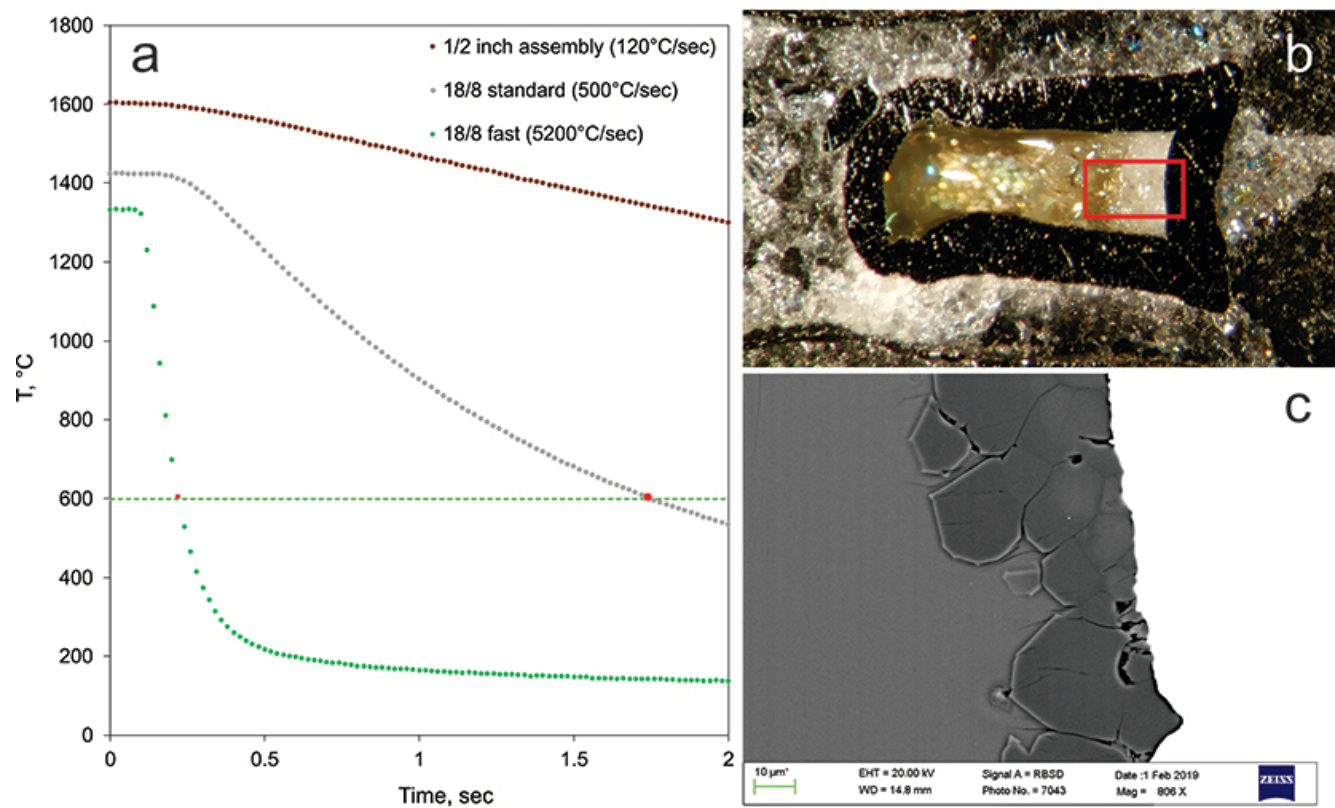 a
1/2 inch assembly (120°C/sec)
18/8 standard (500°C/sec)
18/8 fast (5200°C/sec)
1800
1600
1400
1200
1000
800
600
400
200
0
T, °C
0
0.5
1
1.5
2
Time, sec
b
c
10 µm*
EHT = 20.00 kV
Signal A = RBSD
Date :1 Feb 2019
WD = 14.8 mm
Photo No. = 7043
Mag = 806 X
ZEISS